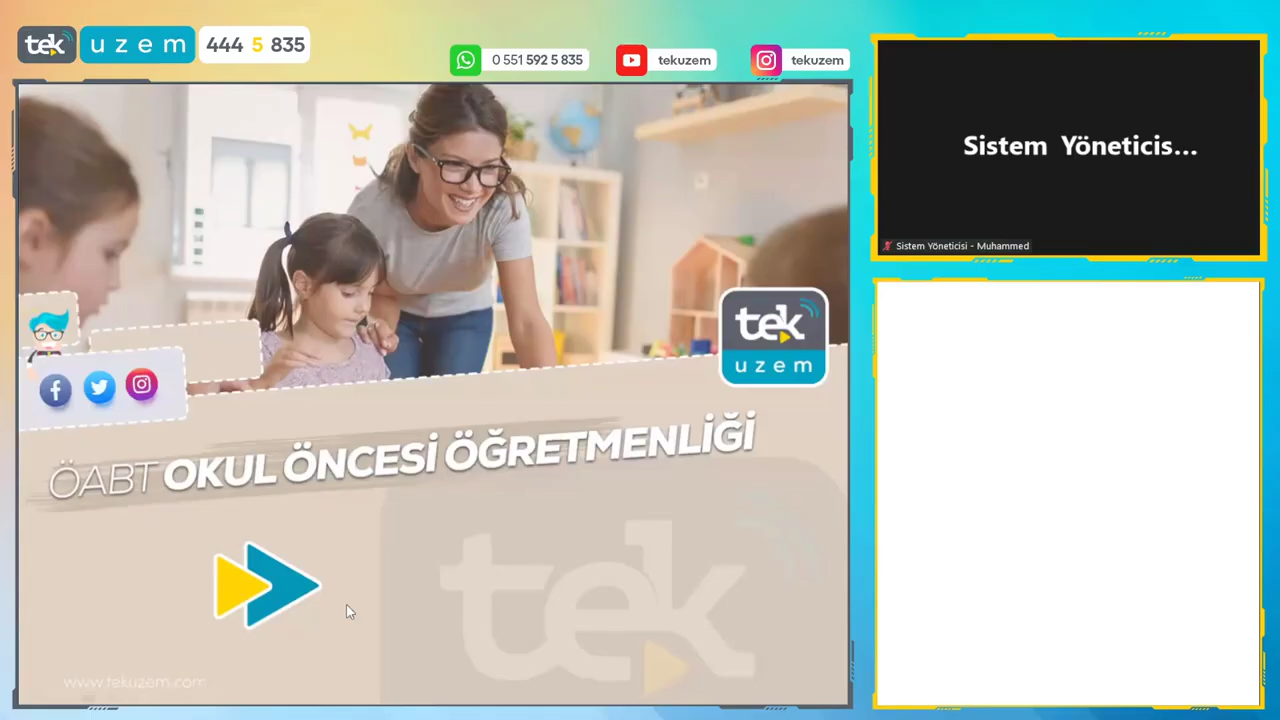 tek uzem 444 5 835
0 551 592 5 835
tekuzem
tekuzem
Sistem Yöneticis...
Sistem Yöneticisi - Muhammed
tek
uzem
ÖABT OKUL ÖNCESİ ÖĞRETMENLİĞİ
tek
www.tekuzem.com